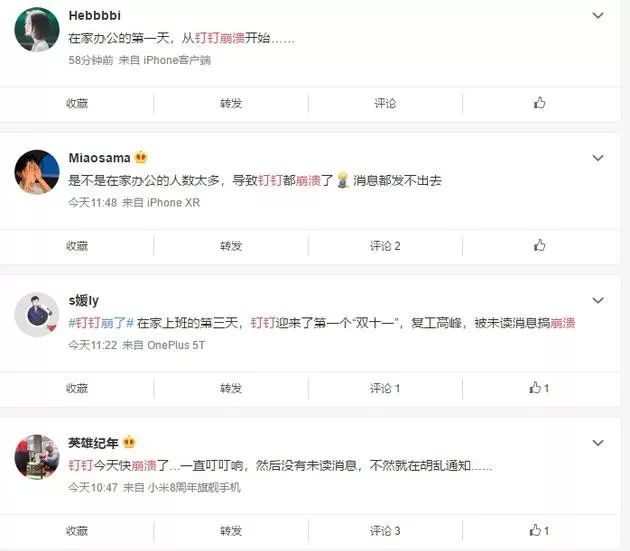 Hebbbbi
在家办公的第一天，从钉钉崩溃开始……
58分钟前 来自 iPhone客户端
收藏 转发 评论
Miaosama
是不是在家办公的人数太多，导致钉钉都崩溃了 消息都发不出去
今天11:48 来自 iPhone XR
收藏 转发 评论 2
s媛ly
#钉钉崩了# 在家上班的第三天，钉钉迎来了第一个“双十一”，复工高峰，被未读消息搞崩溃
今天11:22 来自 OnePlus 5T
收藏 转发 评论 1 1
英雄纪年
钉钉今天快崩溃了...一直叮叮响，然后没有未读消息，不然就在胡乱通知......
今天10:47 来自 小米8周年旗舰手机
收藏 转发 评论 3 1